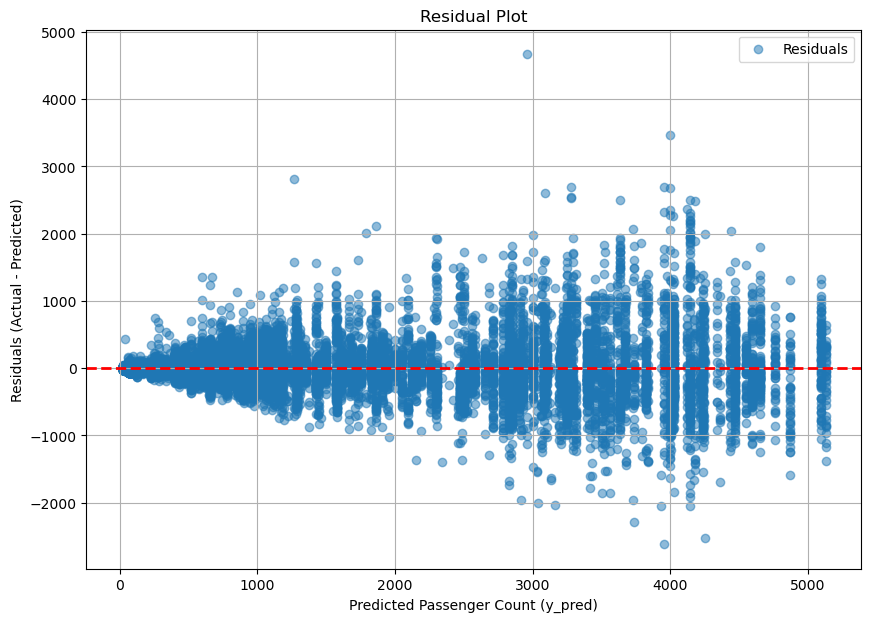 Residual Plot
Residuals
Residuals (Actual - Predicted)
5000
4000
3000
2000
1000
0
−1000
−2000
0 1000 2000 3000 4000 5000
Predicted Passenger Count (y_pred)